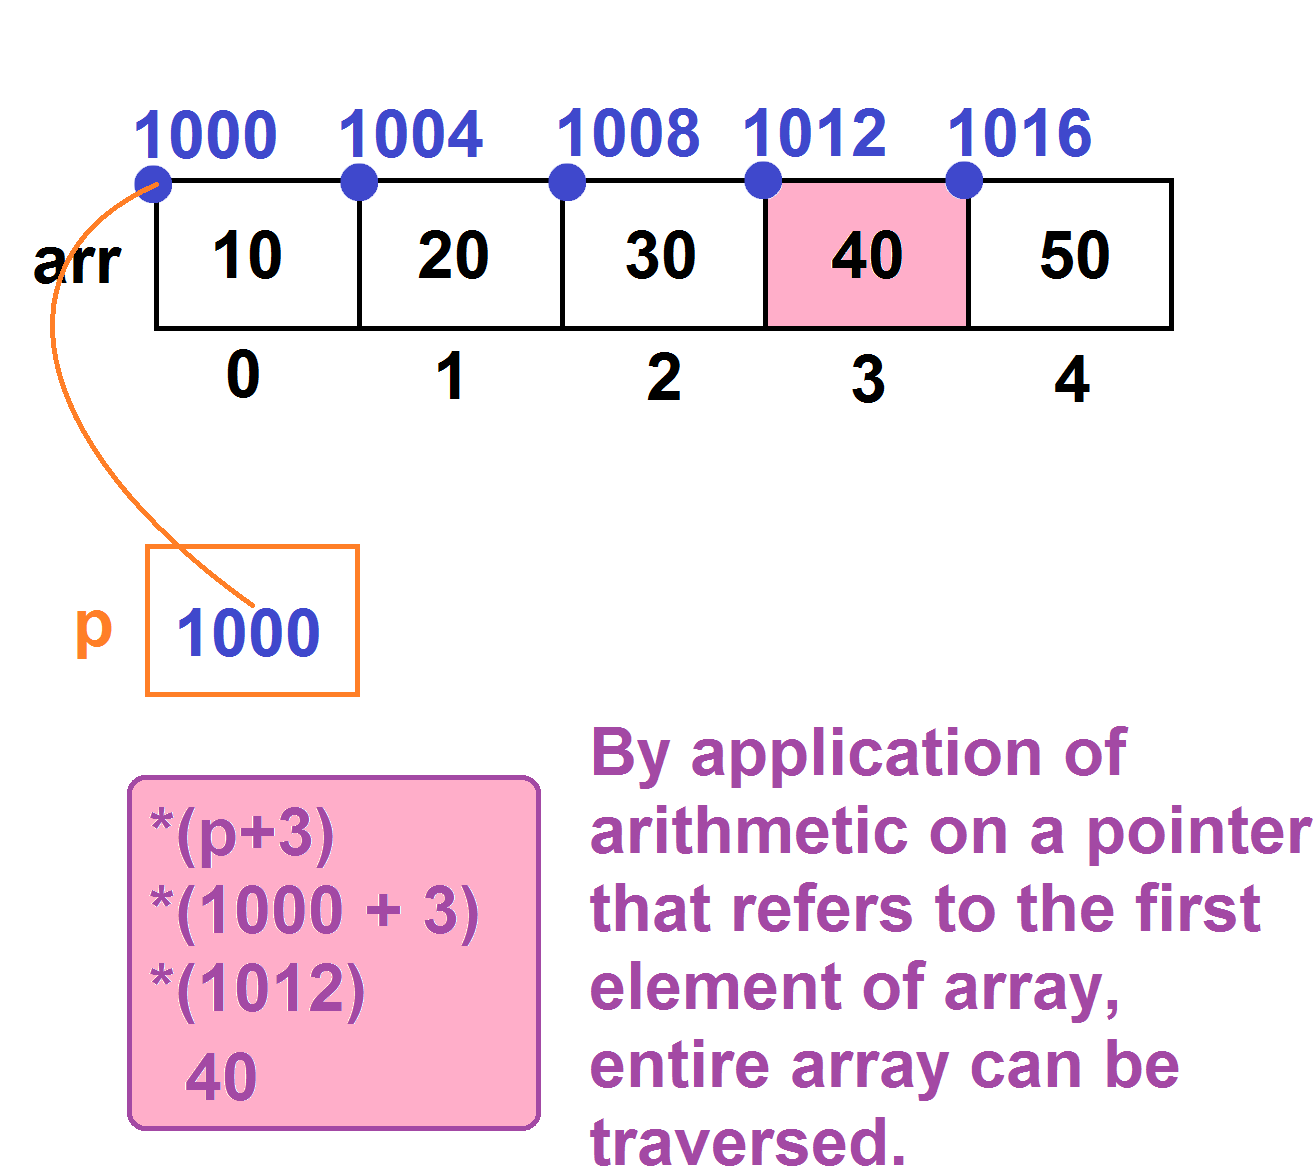 1000 1004 1008 1012 1016
arr 10 20 30 40 50
0 1 2 3 4
p 1000
*(p+3)
*(1000 + 3)
*(1012)
40
By application of
arithmetic on a pointer
that refers to the first
element of array,
entire array can be
traversed.